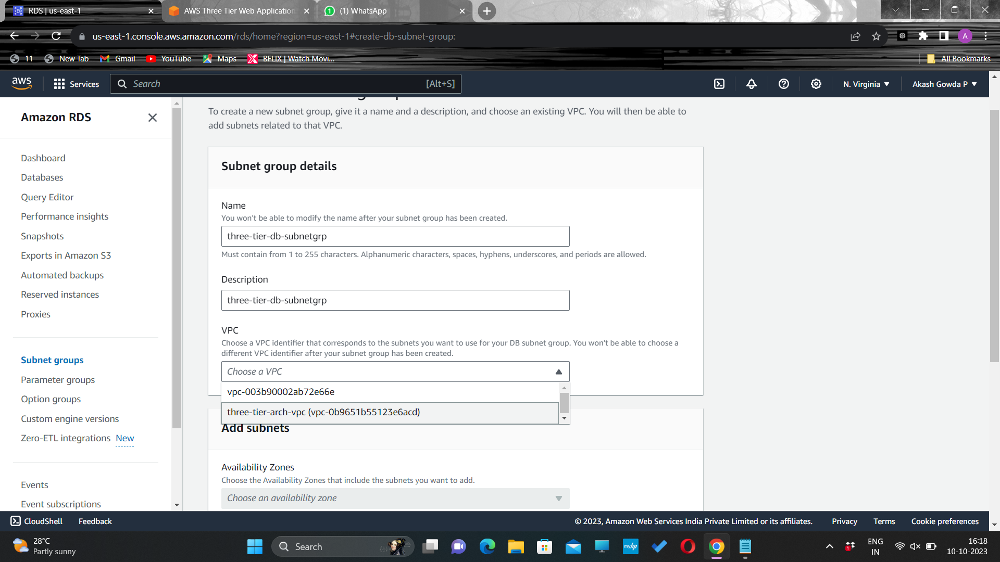 RDS | us-east-1
AWS Three Tier Web Application
(1) WhatsApp
us-east-1.console.aws.amazon.com/rds/home?region=us-east-1#create-db-subnet-group:
A
11
New Tab
Gmail
YouTube
Maps
BFLIX | Watch Movi...
All Bookmarks
aws
Services
Search
[Alt+S]
N. Virginia
Akash Gowda P
Amazon RDS
Dashboard
Databases
Query Editor
Performance insights
Snapshots
Exports in Amazon S3
Automated backups
Reserved instances
Proxies
Subnet groups
Parameter groups
Option groups
Custom engine versions
Zero-ETL integrations New
Events
Event subscriptions
To create a new subnet group, give it a name and a description, and choose an existing VPC. You will then be able to
add subnets related to that VPC.
Subnet group details
Name
You won't be able to modify the name after your subnet group has been created.
three-tier-db-subnetgrp
Must contain from 1 to 255 characters. Alphanumeric characters, spaces, hyphens, underscores, and periods are allowed.
Description
three-tier-db-subnetgrp
VPC
Choose a VPC identifier that corresponds to the subnets you want to use for your DB subnet group. You won't be able to choose a
different VPC identifier after your subnet group has been created.
Choose a VPC
vpc-003b90002ab72e66e
three-tier-arch-vpc (vpc-0b9651b55123e6acd)
Add subnets
Availability Zones
Choose the Availability Zones that include the subnets you want to add.
Choose an availability zone
CloudShell
Feedback
© 2023, Amazon Web Services India Private Limited or its affiliates.
Privacy
Terms
Cookie preferences
28°C
Partly sunny
Search
myhp
1
ENG
IN
16:18
10-10-2023